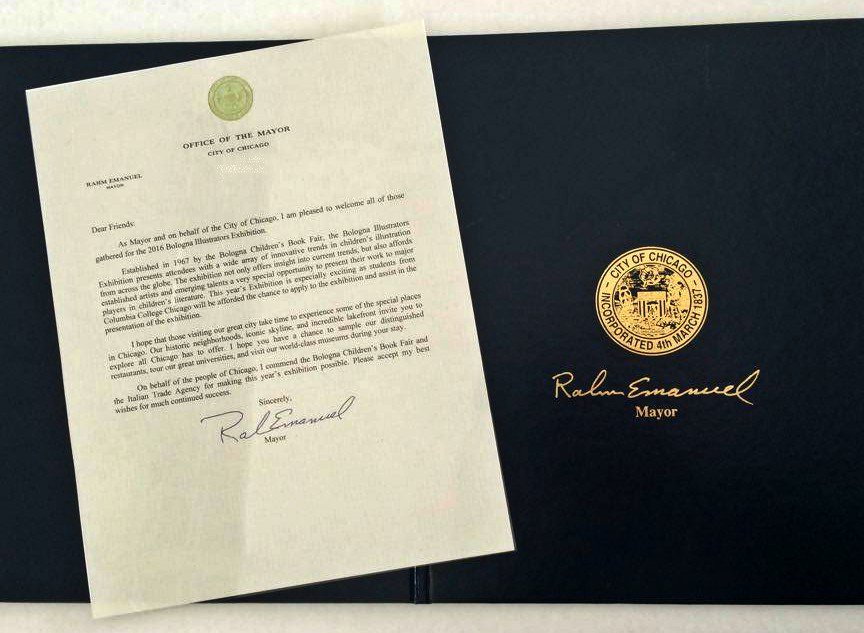 OFFICE OF THE MAYOR
CITY OF CHICAGO
RAHM EMANUEL
MAYOR
Dear Friends:
As Mayor and on behalf of the City of Chicago, I am pleased to welcome all of those
gathered for the 2016 Bologna Illustrators Exhibition.
Established in 1967 by the Bologna Children's Book Fair, the Bologna Illustrators
Exhibition presents attendees with a wide array of innovative trends in children's illustration
from across the globe. The exhibition not only offers insight into current trends, but also affords
established artists and emerging talents a very special opportunity to present their work to major
players in children's literature. This year's Exhibition is especially exciting as students from
Columbia College Chicago will be afforded the chance to apply to the exhibition and assist in the
presentation of the exhibition.
I hope that those visiting our great city take time to experience some of the special places
in Chicago. Our historic neighborhoods, iconic skyline, and incredible lakefront invite you to
explore all Chicago has to offer. I hope you have a chance to sample our distinguished
restaurants, tour our great universities, and visit our world-class museums during your stay.
On behalf of the people of Chicago, I commend the Bologna Children's Book Fair and
the Italian Trade Agency for making this year's exhibition possible. Please accept my best
wishes for much continued success.
Sincerely,
Rahm Emanuel
Mayor
CITY OF CHICAGO
INCORPORATED 4th MARCH 1837
Rahm Emanuel
Mayor